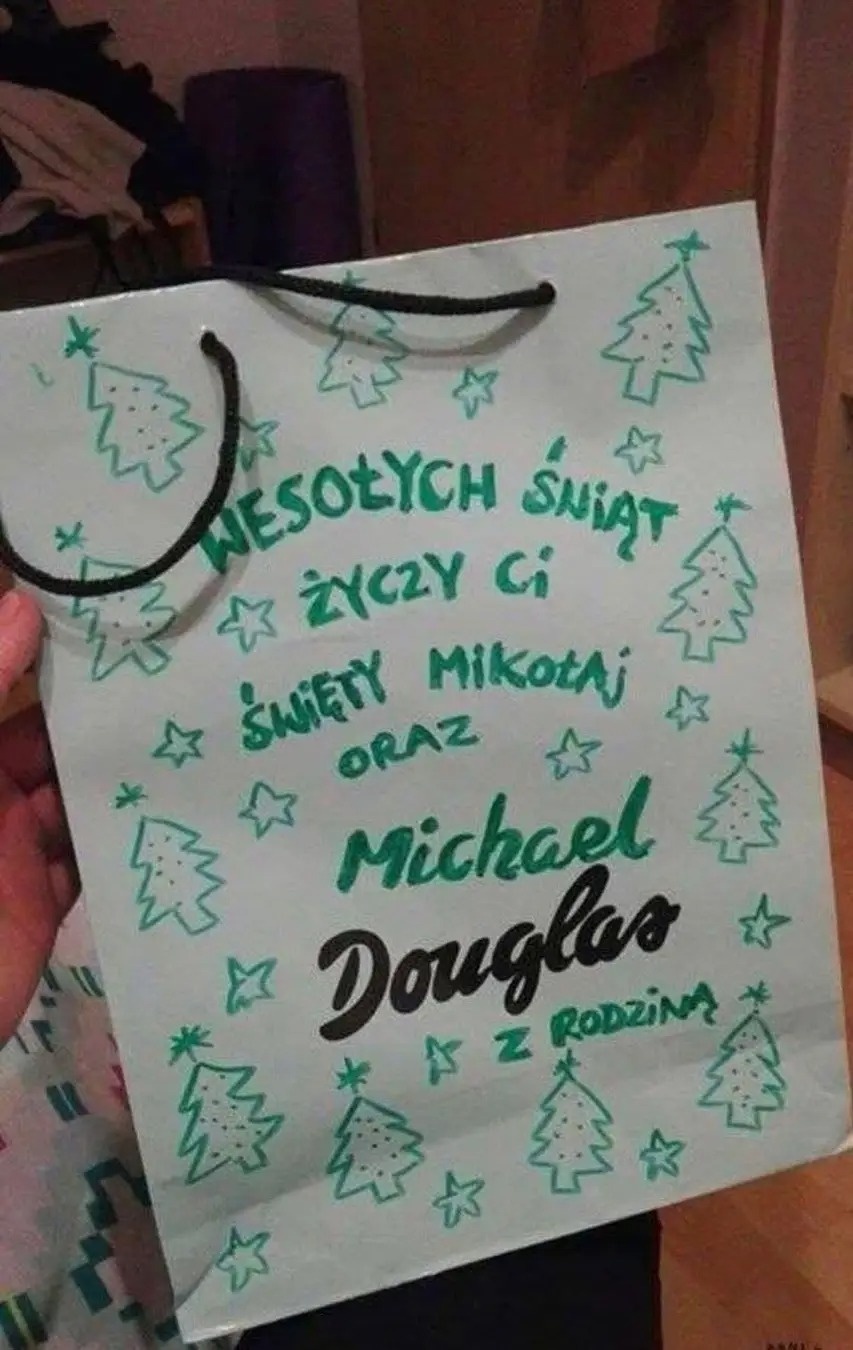 WESOŁYCH ŚWIĄT
ŻYCZY Ci
ŚWIĘTY MiKOŁAj
ORAZ
Michael
Douglas
Z RODZiNĄ